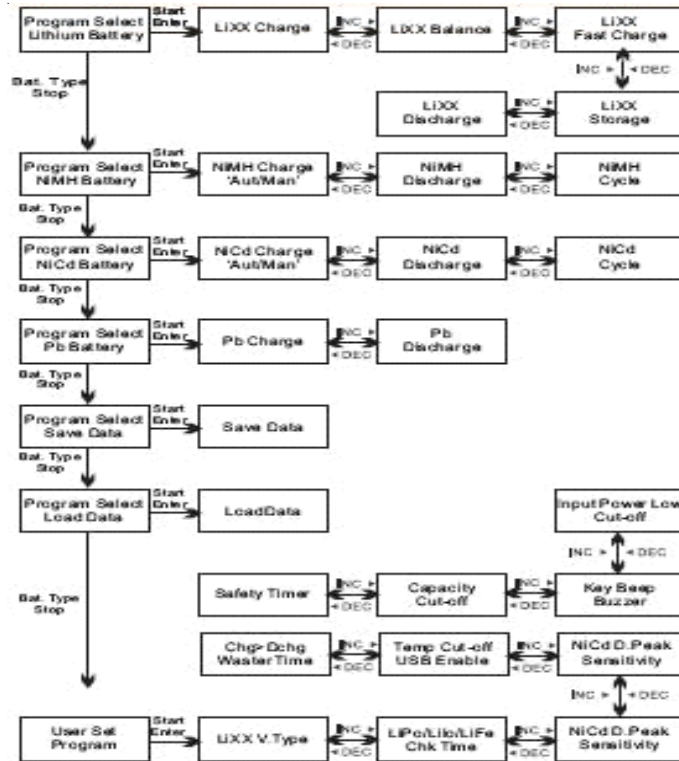 Program Select
Lithium Battery
Start
Enter
LiXX Charge
INC ►
◄ DEC
LiXX Balance
INC ►
◄ DEC
LiXX
Fast Charge
INC ► ◄ DEC
Bat. Type
Stop
LiXX
Discharge
INC ►
◄ DEC
LiXX
Storage
Program Select
NiMH Battery
Start
Enter
NiMH Charge
'Aut/Man'
INC ►
◄ DEC
NiMH
Discharge
INC ►
◄ DEC
NiMH
Cycle
Bat. Type
Stop
Program Select
NiCd Battery
Start
Enter
NiCd Charge
'Aut/Man'
INC ►
◄ DEC
NiCd
Discharge
INC ►
◄ DEC
NiCd
Cycle
Bat. Type
Stop
Program Select
Pb Battery
Start
Enter
Pb Charge
INC ►
◄ DEC
Pb
Discharge
Bat. Type
Stop
Program Select
Save Data
Start
Enter
Save Data
Bat. Type
Stop
Program Select
Load Data
Start
Enter
Load Data
Input Power Low
Cut-off
INC ► ◄ DEC
Bat. Type
Stop
Safety Timer
INC ►
◄ DEC
Capacity
Cut-off
INC ►
◄ DEC
Key Beep
Buzzer
Chg>Dchg
Waster Time
INC ►
◄ DEC
Temp Cut-off
USB Enable
INC ►
◄ DEC
NiCd D.Peak
Sensitivity
INC ► ◄ DEC
User Set
Program
Start
Enter
LiXX V.Type
INC ►
◄ DEC
LiPo/LiIo/LiFe
Chk Time
INC ►
◄ DEC
NiCd D.Peak
Sensitivity